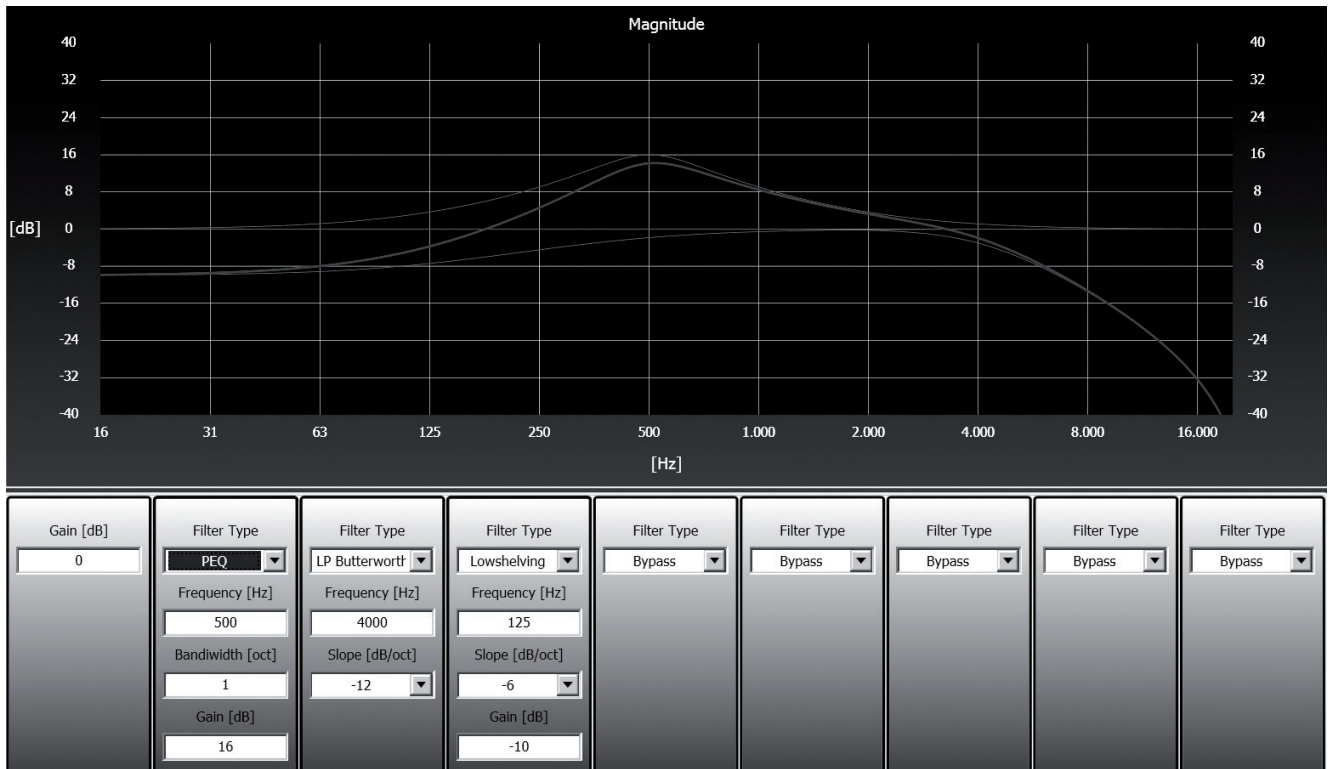 Magnitude
40 40
32 32
24 24
16 16
8 8
[dB] 0 0
-8 -8
-16 -16
-24 -24
-32 -32
-40 -40
16 31 63 125 250 500 1.000 2.000 4.000 8.000 16.000
[Hz]
Gain [dB] Filter Type Filter Type Filter Type Filter Type Filter Type Filter Type Filter Type Filter Type
0 PEQ LP Butterwortł Lowshelving Bypass Bypass Bypass Bypass Bypass
Frequency [Hz] Frequency [Hz] Frequency [Hz]
500 4000 125
Bandiwidth [oct] Slope [dB/oct] Slope [dB/oct]
1 -12 -6
Gain [dB] Gain [dB]
16 -10